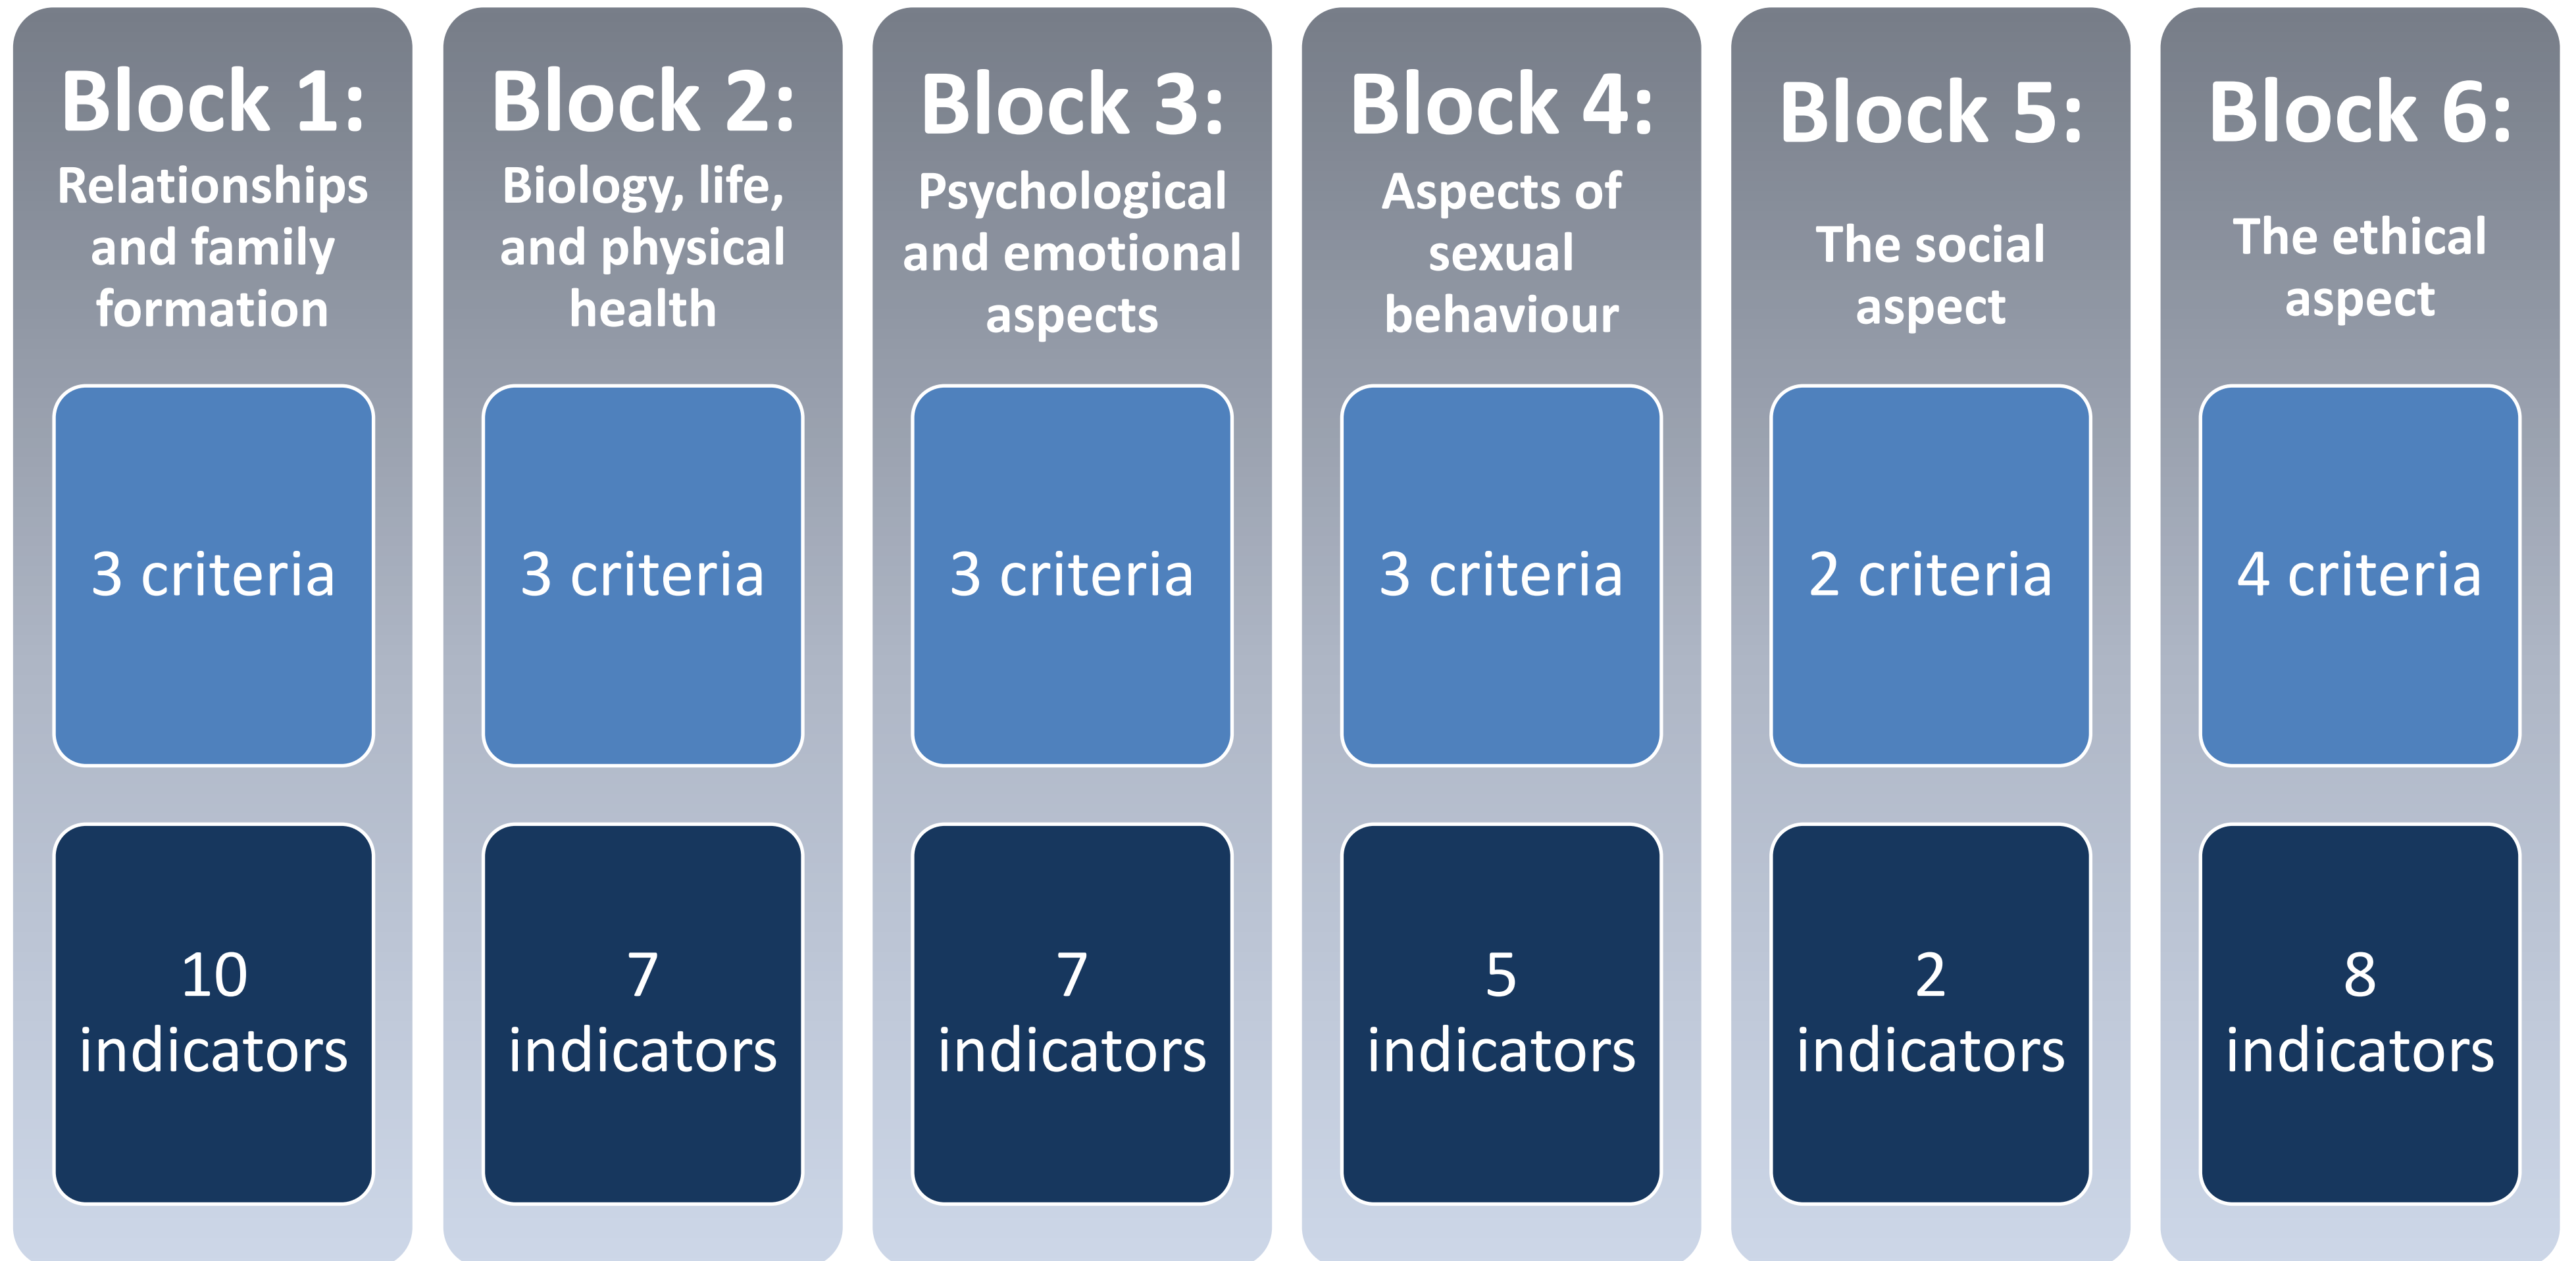 Block 1:
Relationships
and family
formation
3 criteria
10
indicators
Block 2:
Biology, life,
and physical
health
3 criteria
7
indicators
Block 3:
Psychological
and emotional
aspects
3 criteria
7
indicators
Block 4:
Aspects of
sexual
behaviour
3 criteria
5
indicators
Block 5:
The social
aspect
2 criteria
2
indicators
Block 6:
The ethical
aspect
4 criteria
8
indicators